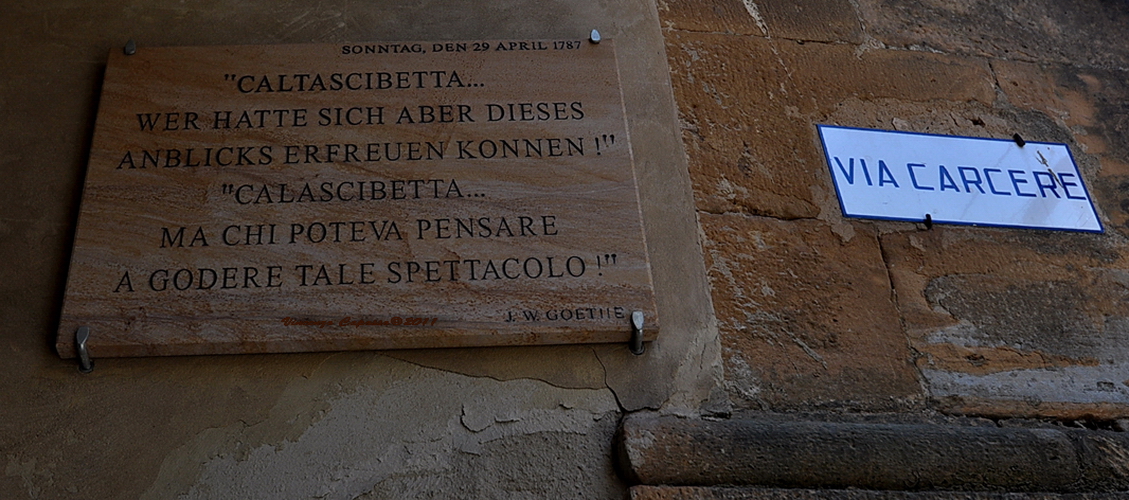 SONNTAG, DEN 29 APRIL 1787
"CALTASCIBETTA...
WER HATTE SICH ABER DIESES
ANBLICKS ERFREUEN KONNEN !"
"CALASCIBETTA...
MA CHI POTEVA PENSARE
A GODERE TALE SPETTACOLO !"
J. W. GOETHE
VIA CARCERE